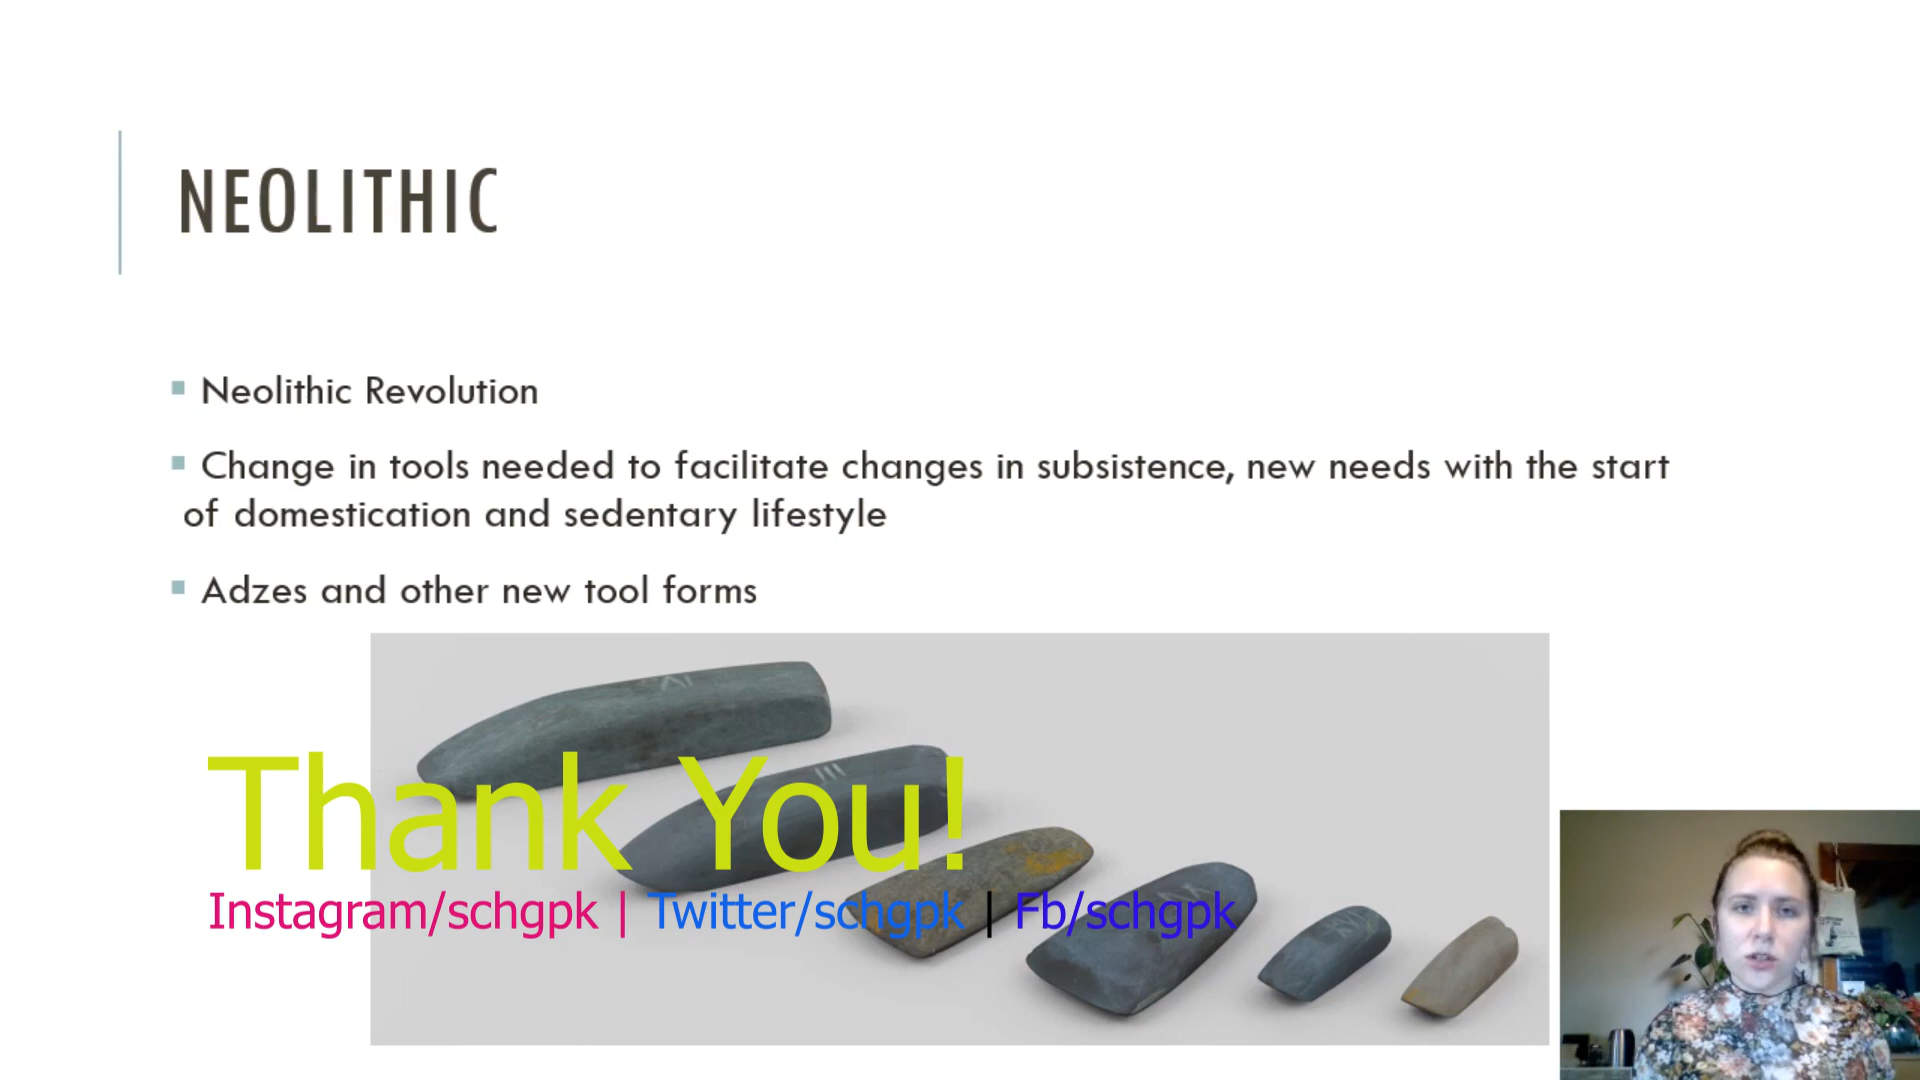 NEOLITHIC
Neolithic Revolution
Change in tools needed to facilitate changes in subsistence, new needs with the start
of domestication and sedentary lifestyle
Adzes and other new tool forms
Thank You!
Instagram/schgpk | Twitter/schgpk | Fb/schgpk